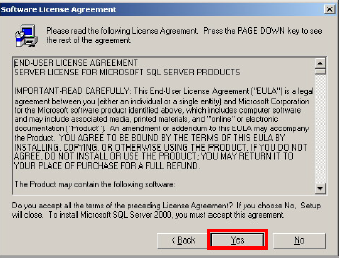 Software License Agreement
Please read the following License Agreement. Press the PAGE DOWN key to see
the rest of the agreement.
END-USER LICENSE AGREEMENT
SERVER LICENSE FOR MICROSOFT SQL SERVER PRODUCTS
IMPORTANT-READ CAREFULLY: This End-User License Agreement ("EULA") is a legal
agreement between you (either an individual or a single entity) and Microsoft Corporation
for the Microsoft software product identified above, which includes computer software
and may include associated media, printed materials, and "online" or electronic
documentation ("Product"). An amendment or addendum to this EULA may accompany
the Product. YOU AGREE TO BE BOUND BY THE TERMS OF THIS EULA BY
INSTALLING, COPYING, OR OTHERWISE USING THE PRODUCT. IF YOU DO NOT
AGREE, DO NOT INSTALL OR USE THE PRODUCT; YOU MAY RETURN IT TO
YOUR PLACE OF PURCHASE FOR A FULL REFUND.
The Product may contain the following software:
Do you accept all the terms of the preceding License Agreement? If you choose No, Setup
will close. To install Microsoft SQL Server 2000, you must accept this agreement.
< Back
Yes
No